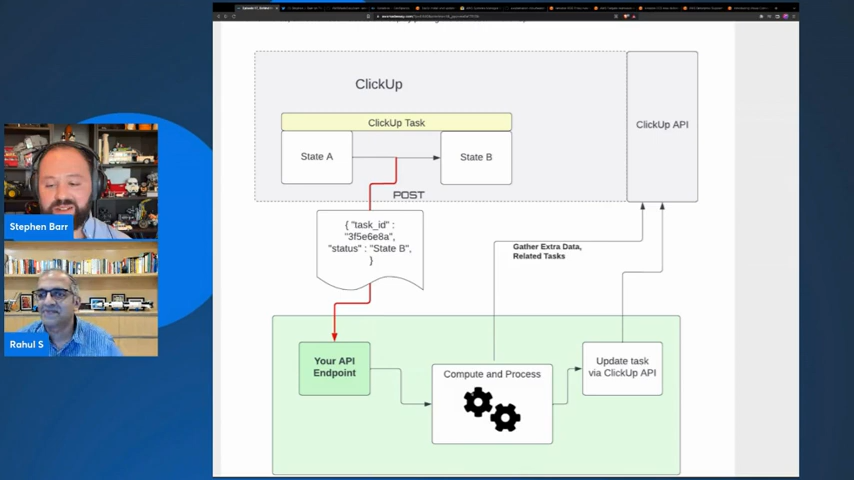 ClickUp
ClickUp Task
State A
State B
ClickUp API
POST
{ "task_id" :
"3f5e6e8a",
"status" : "State B",
}
Gather Extra Data,
Related Tasks
Your API
Endpoint
Compute and Process
Update task
via ClickUp API
Stephen Barr
Rahul S